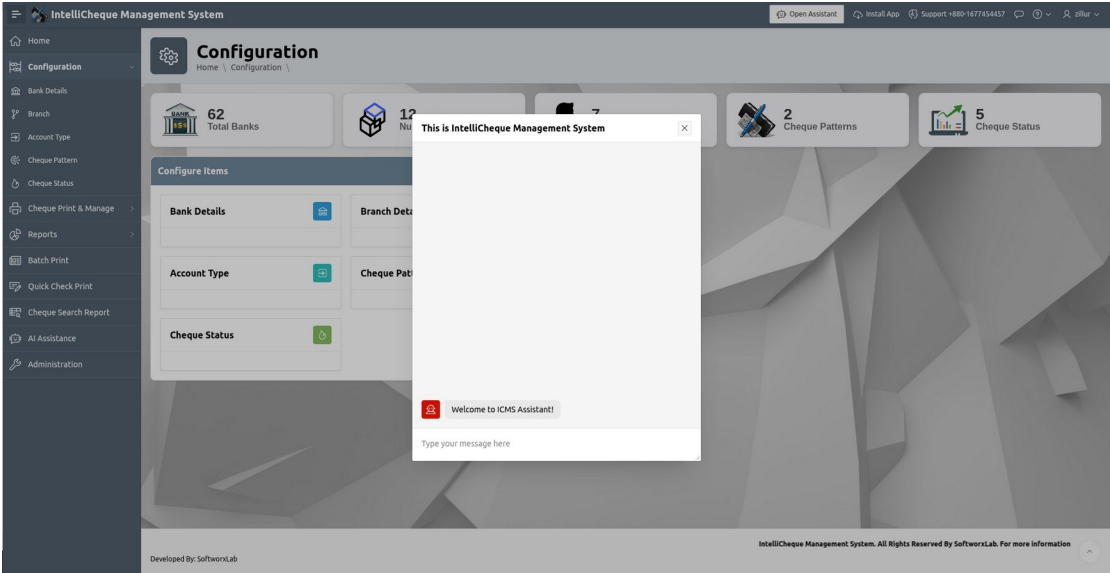 IntelliCheque Management System
Open Assistant
Install App
Support +880-1677454457
zillur
Home
Configuration
Bank Details
Branch
Account Type
Cheque Pattern
Cheque Status
Cheque Print & Manage
Reports
Batch Print
Quick Check Print
Cheque Search Report
AI Assistance
Administration
Configuration
Home \ Configuration \
BANK
$$$
62
Total Banks
12
Nu
7
2
Cheque Patterns
5
Cheque Status
Configure Items
Bank Details
Branch Deta
Account Type
Cheque Patt
Cheque Status
This is IntelliCheque Management System
Welcome to ICMS Assistant!
Type your message here
IntelliCheque Management System. All Rights Reserved By SoftworxLab. For more information
Developed By: SoftworxLab